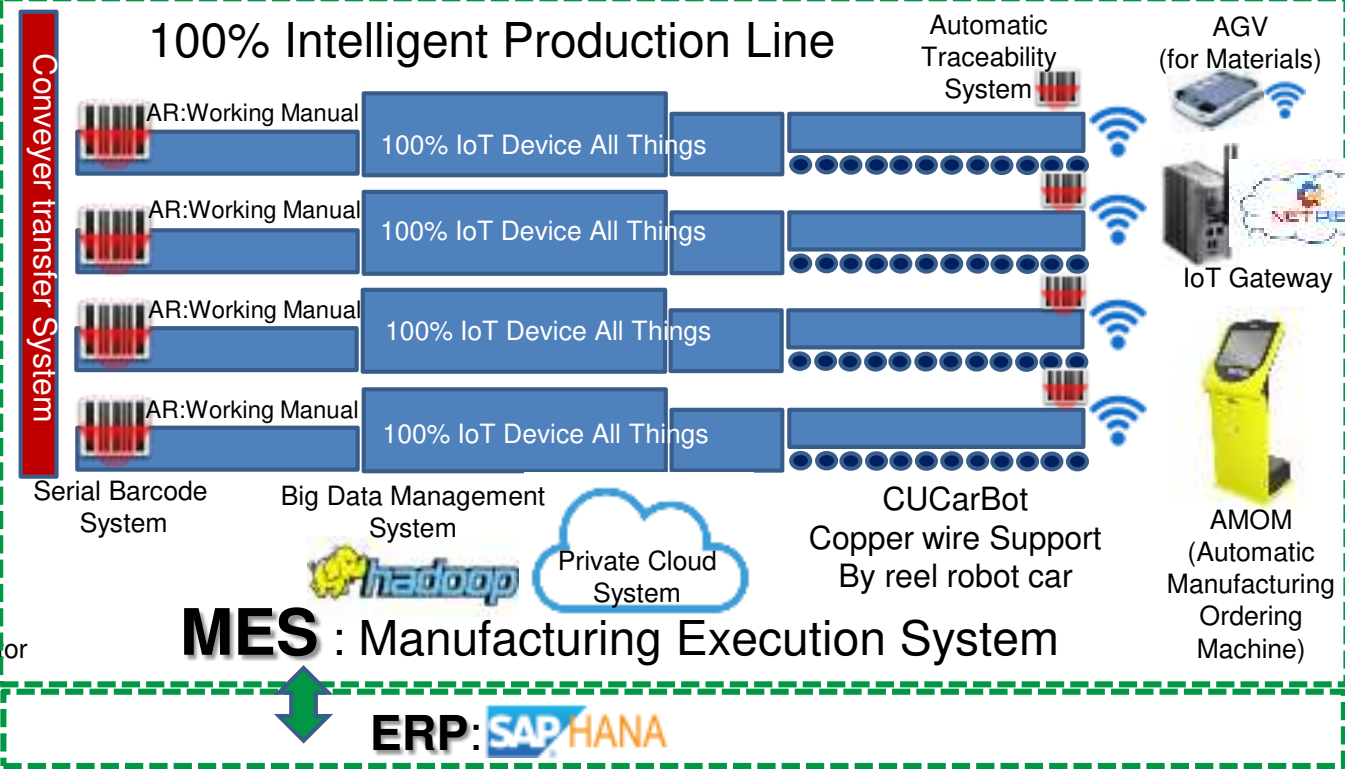 100% Intelligent Production Line
Automatic
Traceability
System
AGV
(for Materials)
Conveyer transfer System
AR:Working Manual
100% IoT Device All Things
AR:Working Manual
100% IoT Device All Things
AR:Working Manual
100% IoT Device All Things
AR:Working Manual
100% IoT Device All Things
IoT Gateway
Serial Barcode
System
Big Data Management
System
hadoop
Private Cloud
System
CUCarBot
Copper wire Support
By reel robot car
AMOM
(Automatic
Manufacturing
Ordering
Machine)
MES : Manufacturing Execution System
or
ERP: SAP HANA